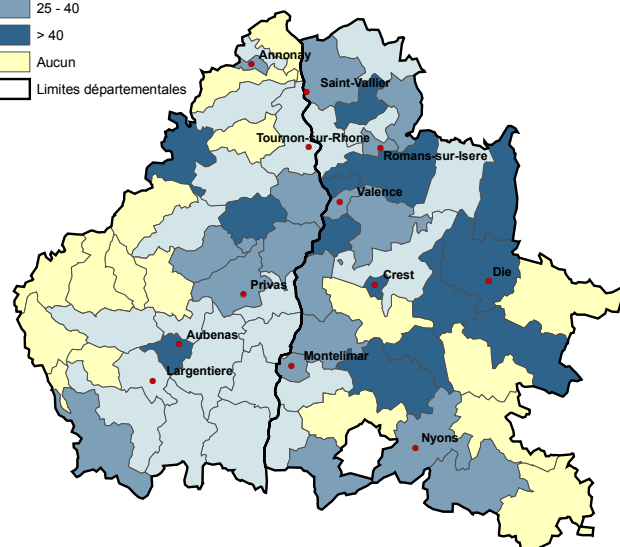 25 - 40
> 40
Aucun
Limites départementales
Annonay
Saint-Vallier
Tournon-sur-Rhone
Romans-sur-Isere
Valence
Crest
Die
Privas
Aubenas
Montelimar
Largentiere
Nyons